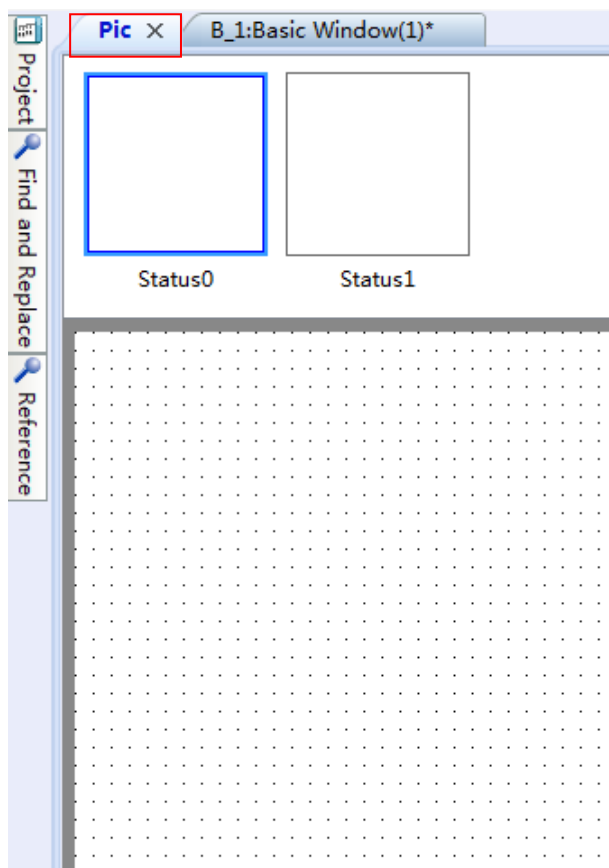 Pic
B_1:Basic Window(1)*
Project
Find and Replace
Reference
Status0
Status1